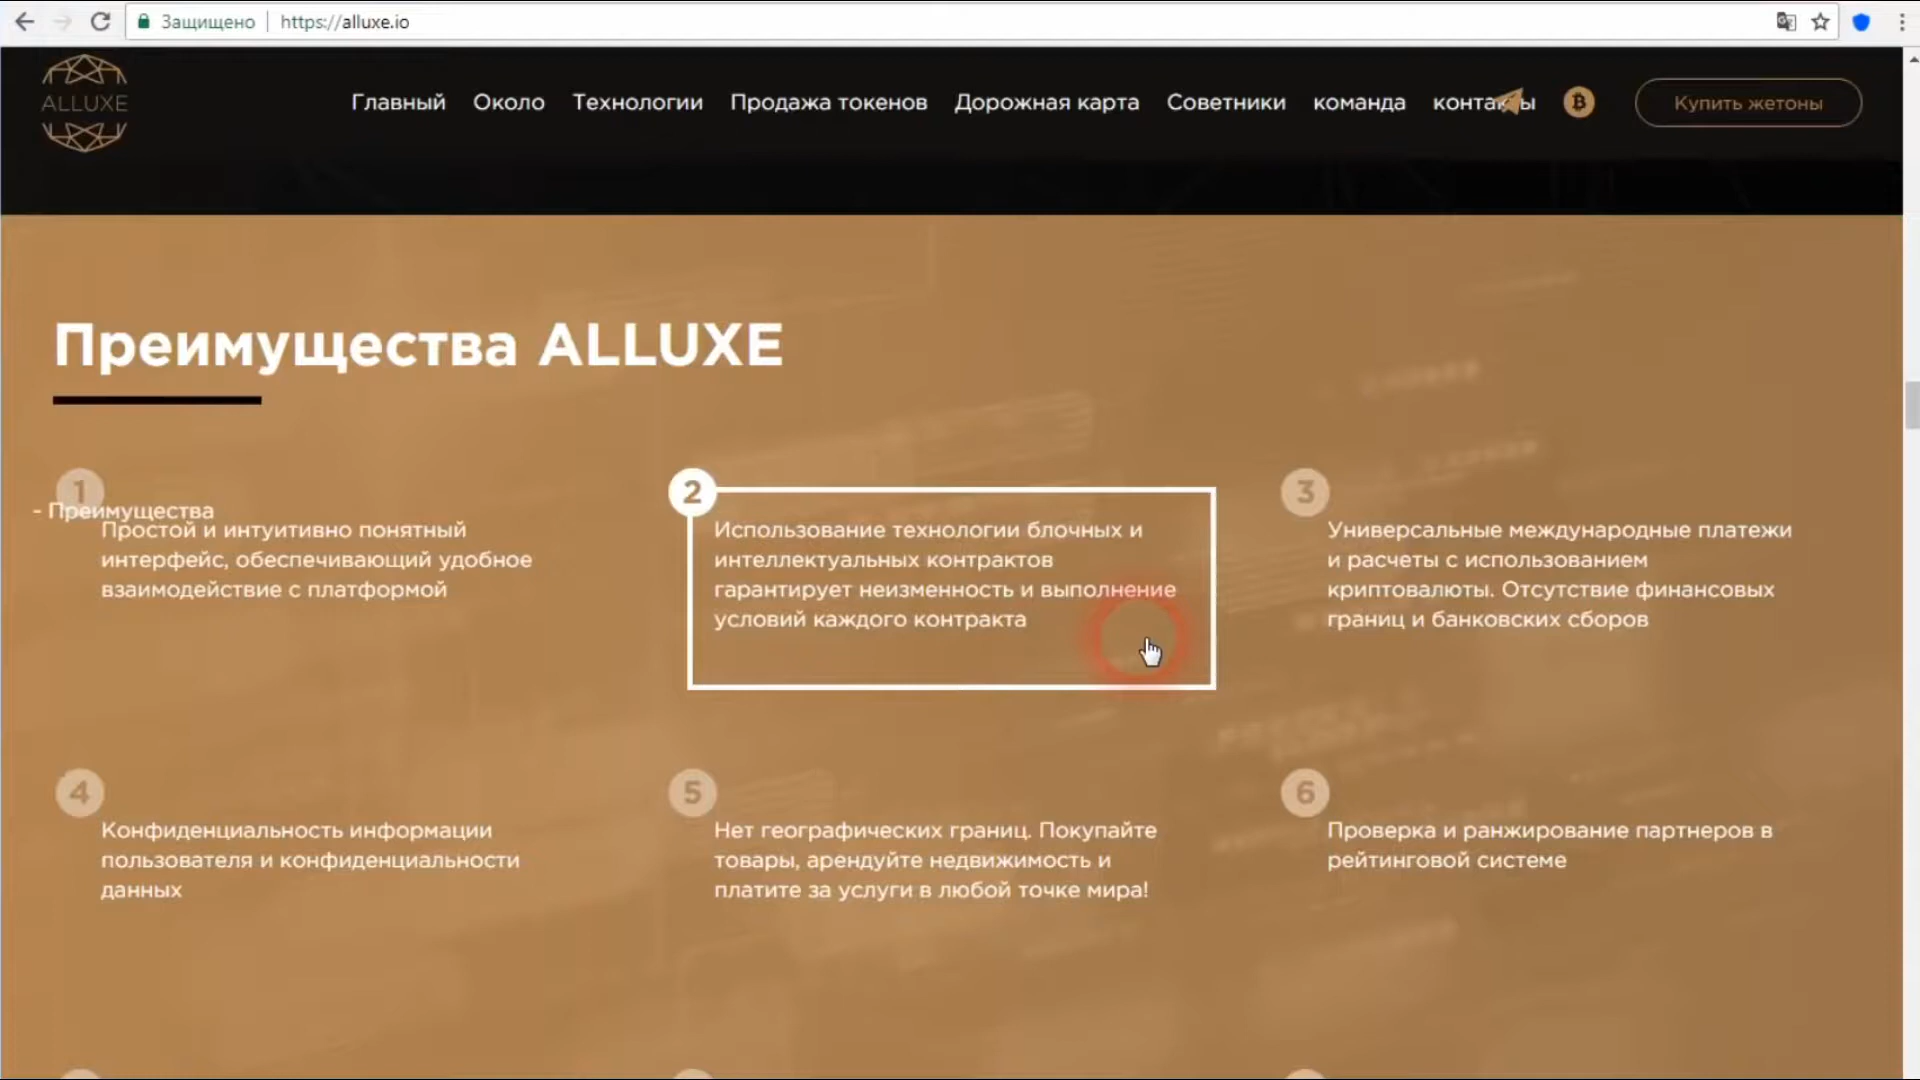 Защищено https://alluxe.io
ALLUXE
Главный Около Технологии Продажа токенов Дорожная карта Советники команда контакты Купить жетоны
Преимущества ALLUXE
- Преимущества
1
Простой и интуитивно понятный
интерфейс, обеспечивающий удобное
взаимодействие с платформой
2
Использование технологии блочных и
интеллектуальных контрактов
гарантирует неизменность и выполнение
условий каждого контракта
3
Универсальные международные платежи
и расчеты с использованием
криптовалюты. Отсутствие финансовых
границ и банковских сборов
4
Конфиденциальность информации
пользователя и конфиденциальности
данных
5
Нет географических границ. Покупайте
товары, арендуйте недвижимость и
платите за услуги в любой точке мира!
6
Проверка и ранжирование партнеров в
рейтинговой системе